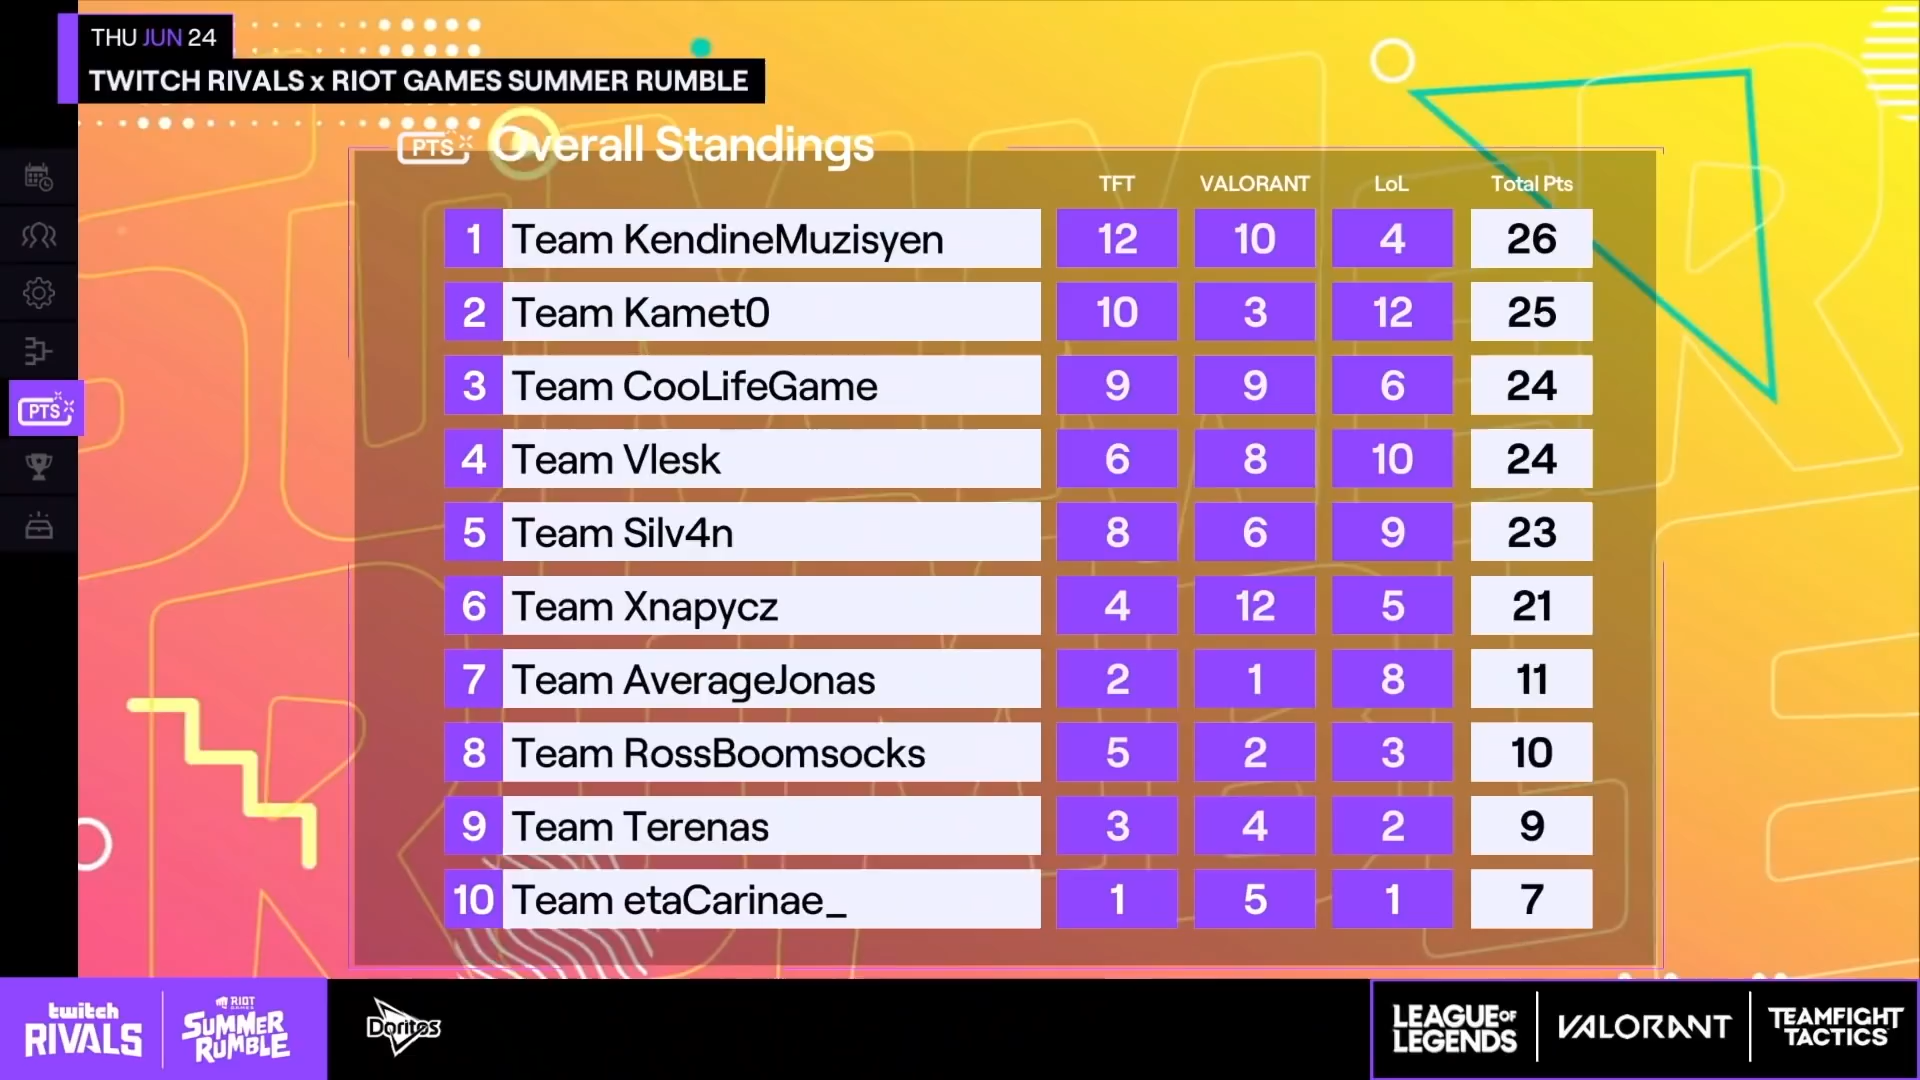 THU JUN 24
TWITCH RIVALS x RIOT GAMES SUMMER RUMBLE
PTS Overall Standings
TFT VALORANT LoL Total Pts
1 Team KendineMuzisyen 12 10 4 26
2 Team Kamet0 10 3 12 25
3 Team CooLifeGame 9 9 6 24
4 Team Vlesk 6 8 10 24
5 Team Silv4n 8 6 9 23
6 Team Xnapycz 4 12 5 21
7 Team AverageJonas 2 1 8 11
8 Team RossBoomsocks 5 2 3 10
9 Team Terenas 3 4 2 9
10 Team etaCarinae_ 1 5 1 7
PTS
twitch RIVALS
RIOT GAMES SUMMER RUMBLE
Doritos
LEAGUE OF LEGENDS
VALORANT
TEAMFIGHT TACTICS